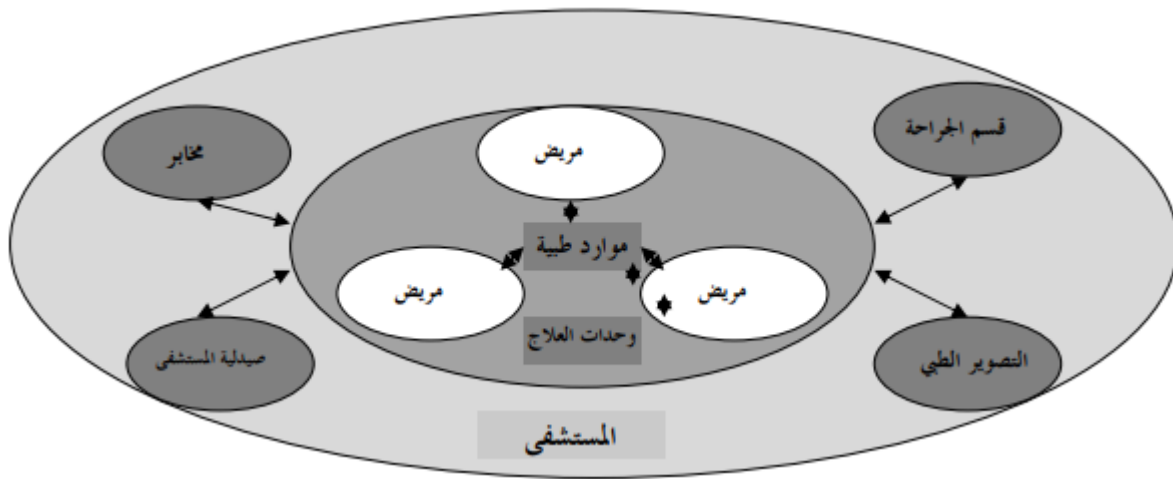 قسم الجراحة
مريض
مخابر
موارد طبية
مريض
مريض
وحدات العلاج
التصوير الطبي
صيدلية المستشفى
المستشفى